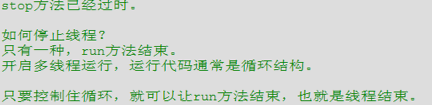 stop方法已经过时。
如何停止线程？
只有一种，run方法结束。
开启多线程运行，运行代码通常是循环结构。
只要控制住循环，就可以让run方法结束，也就是线程结束。